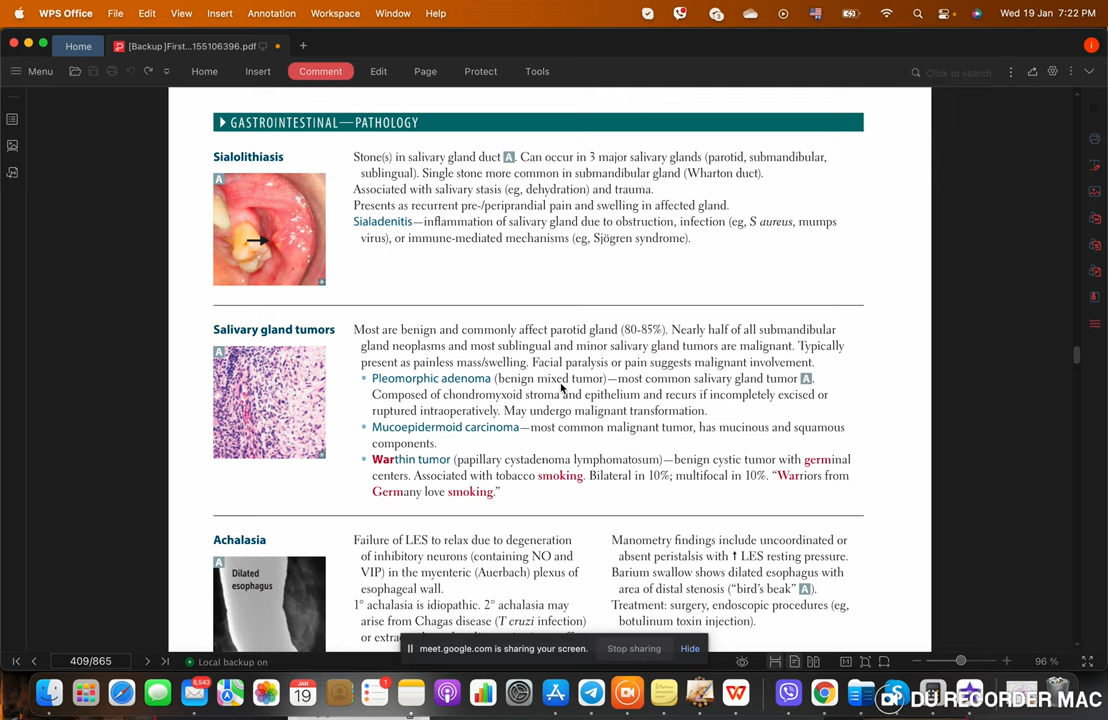 WPS Office File Edit View Insert Annotation Workspace Window Help Wed 19 Jan 7:22 PM
Home [Backup]First...155106396.pdf
Menu Home Insert Comment Edit Page Protect Tools Click to search
GASTROINTESTINAL—PATHOLOGY
Sialolithiasis
A
Stone(s) in salivary gland duct A. Can occur in 3 major salivary glands (parotid, submandibular,
sublingual). Single stone more common in submandibular gland (Wharton duct).
Associated with salivary stasis (eg, dehydration) and trauma.
Presents as recurrent pre-/periprandial pain and swelling in affected gland.
Sialadenitis—inflammation of salivary gland due to obstruction, infection (eg, S aureus, mumps
virus), or immune-mediated mechanisms (eg, Sjögren syndrome).
Salivary gland tumors
A
Most are benign and commonly affect parotid gland (80-85%). Nearly half of all submandibular
gland neoplasms and most sublingual and minor salivary gland tumors are malignant. Typically
present as painless mass/swelling. Facial paralysis or pain suggests malignant involvement.
▪ Pleomorphic adenoma (benign mixed tumor)—most common salivary gland tumor A.
Composed of chondromyxoid stroma and epithelium and recurs if incompletely excised or
ruptured intraoperatively. May undergo malignant transformation.
▪ Mucoepidermoid carcinoma—most common malignant tumor, has mucinous and squamous
components.
▪ Warthin tumor (papillary cystadenoma lymphomatosum)—benign cystic tumor with germinal
centers. Associated with tobacco smoking. Bilateral in 10%; multifocal in 10%. “Warriors from
Germany love smoking.”
Achalasia
A
Dilated
esophagus
Failure of LES to relax due to degeneration
of inhibitory neurons (containing NO and
VIP) in the myenteric (Auerbach) plexus of
esophageal wall.
1° achalasia is idiopathic. 2° achalasia may
arise from Chagas disease (T cruzi infection)
Manometry findings include uncoordinated or
absent peristalsis with ↑ LES resting pressure.
Barium swallow shows dilated esophagus with
area of distal stenosis (“bird’s beak” A).
Treatment: surgery, endoscopic procedures (eg,
botulinum toxin injection).
meet.google.com is sharing your screen. Stop sharing Hide
409/865 Local backup on 96 %
8,543
JAN
19
1
DU RECORDER MAC